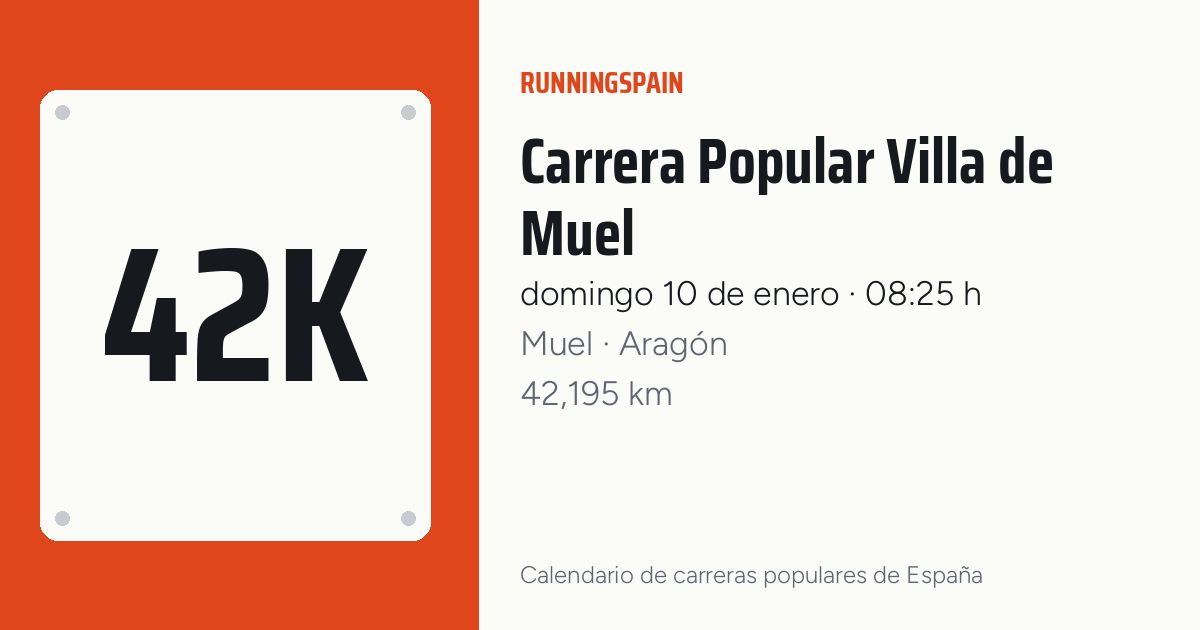 42K
RUNNINGSPAIN
Carrera Popular Villa de
Muel
domingo 10 de enero · 08:25 h
Muel · Aragón
42,195 km
Calendario de carreras populares de España